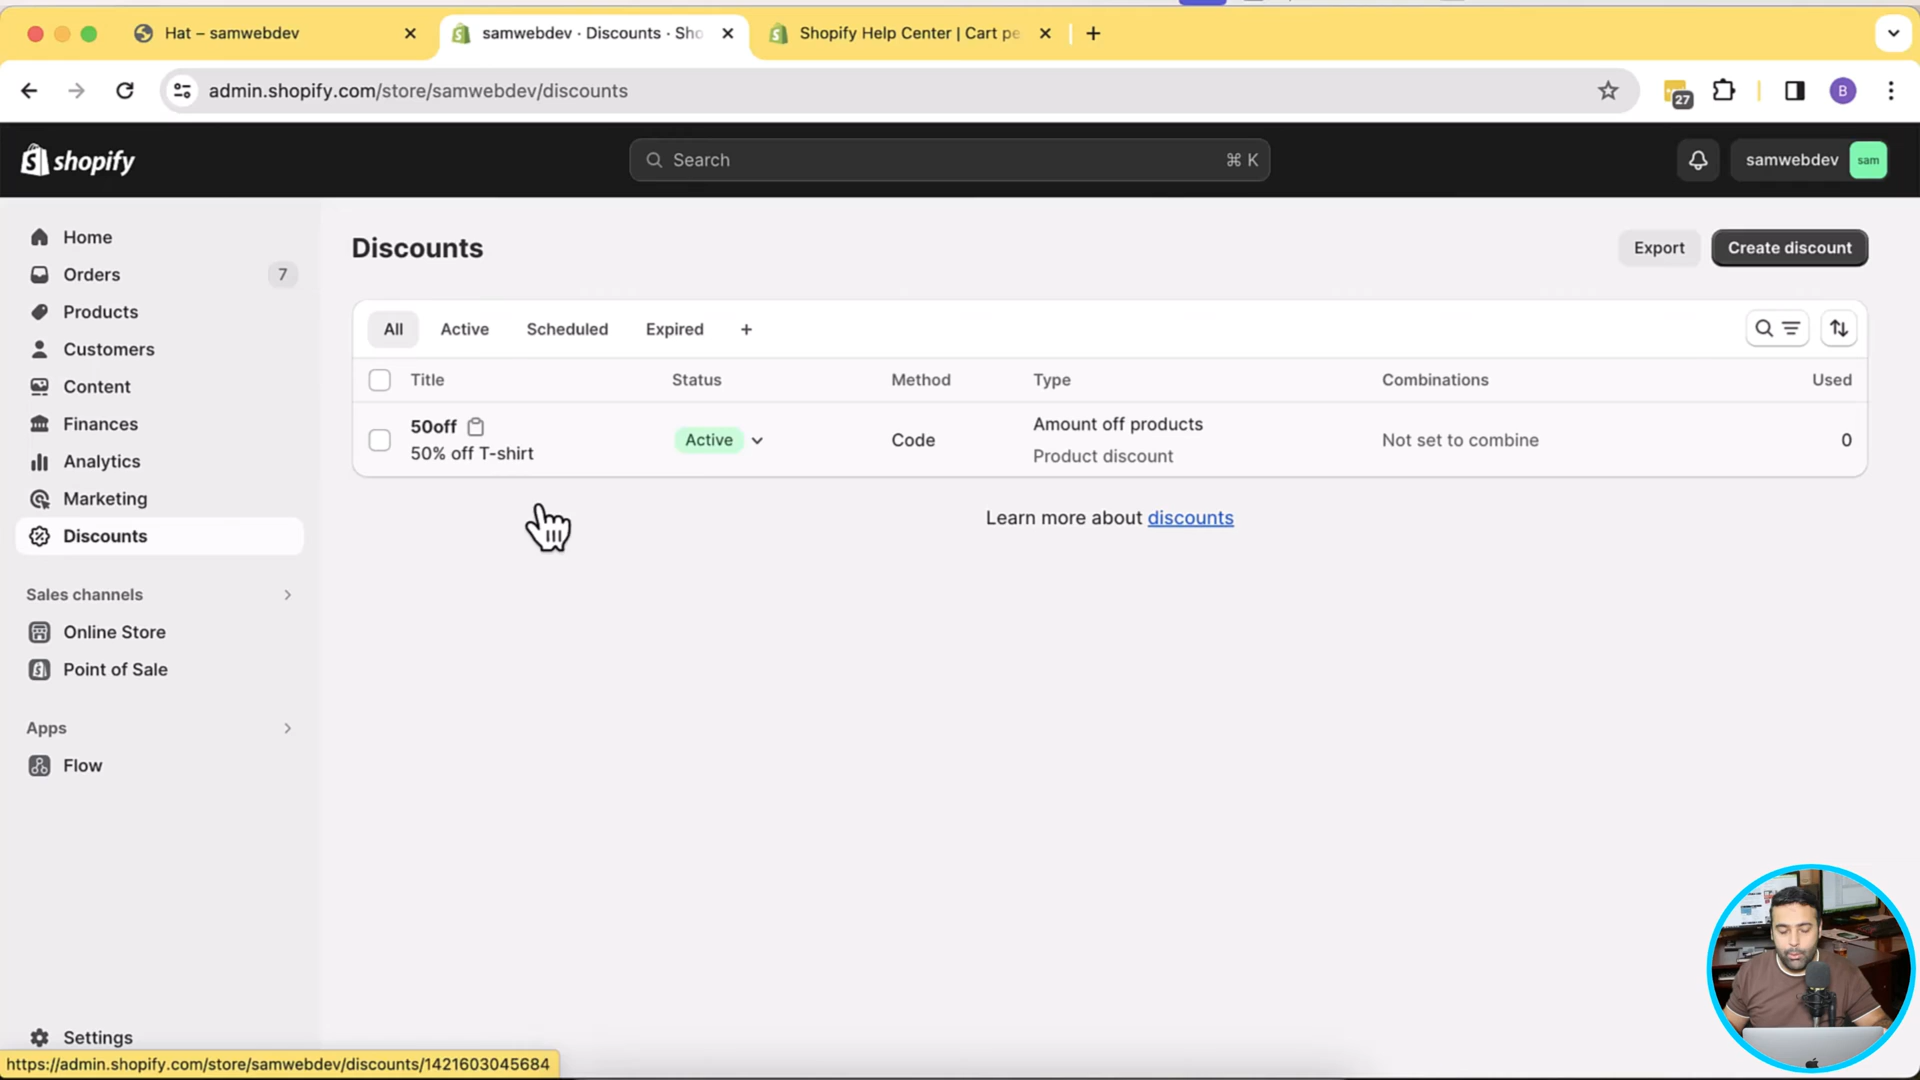 Hat – samwebdev
samwebdev · Discounts · Sho
Shopify Help Center | Cart pe
admin.shopify.com/store/samwebdev/discounts
27
B
shopify
Search
⌘ K
samwebdev
sam
Home
Orders
7
Products
Customers
Content
Finances
Analytics
Marketing
Discounts
Sales channels
Online Store
Point of Sale
Apps
Flow
Settings
Discounts
Export
Create discount
All
Active
Scheduled
Expired
+
Title
Status
Method
Type
Combinations
Used
50off
50% off T-shirt
Active
Code
Amount off products
Product discount
Not set to combine
0
Learn more about discounts
https://admin.shopify.com/store/samwebdev/discounts/1421603045684